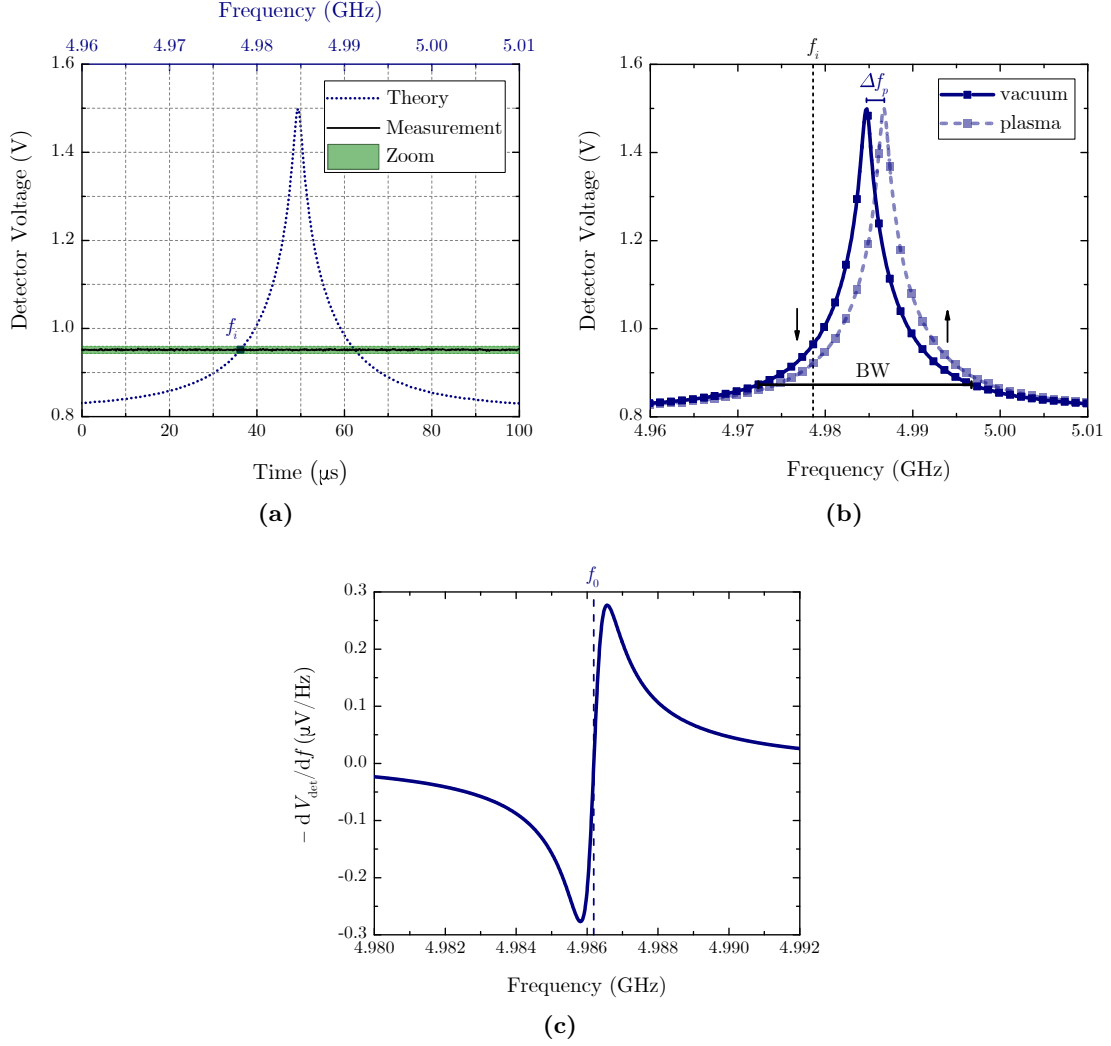 Frequency (GHz)
4.96 4.97 4.98 4.99 5.00 5.01
1.6
1.4
1.2
1.0
0.8
Detector Voltage (V)
Theory
Measurement
Zoom
f_i
0 20 40 60 80 100
Time (µs)
(a)
f_i
Δf_p
1.6
1.4
1.2
1.0
0.8
Detector Voltage (V)
vacuum
plasma
BW
4.96 4.97 4.98 4.99 5.00 5.01
Frequency (GHz)
(b)
f_0
0.3
0.2
0.1
0.0
-0.1
-0.2
-0.3
− dV_det/df (µV/Hz)
4.980 4.982 4.984 4.986 4.988 4.990 4.992
Frequency (GHz)
(c)